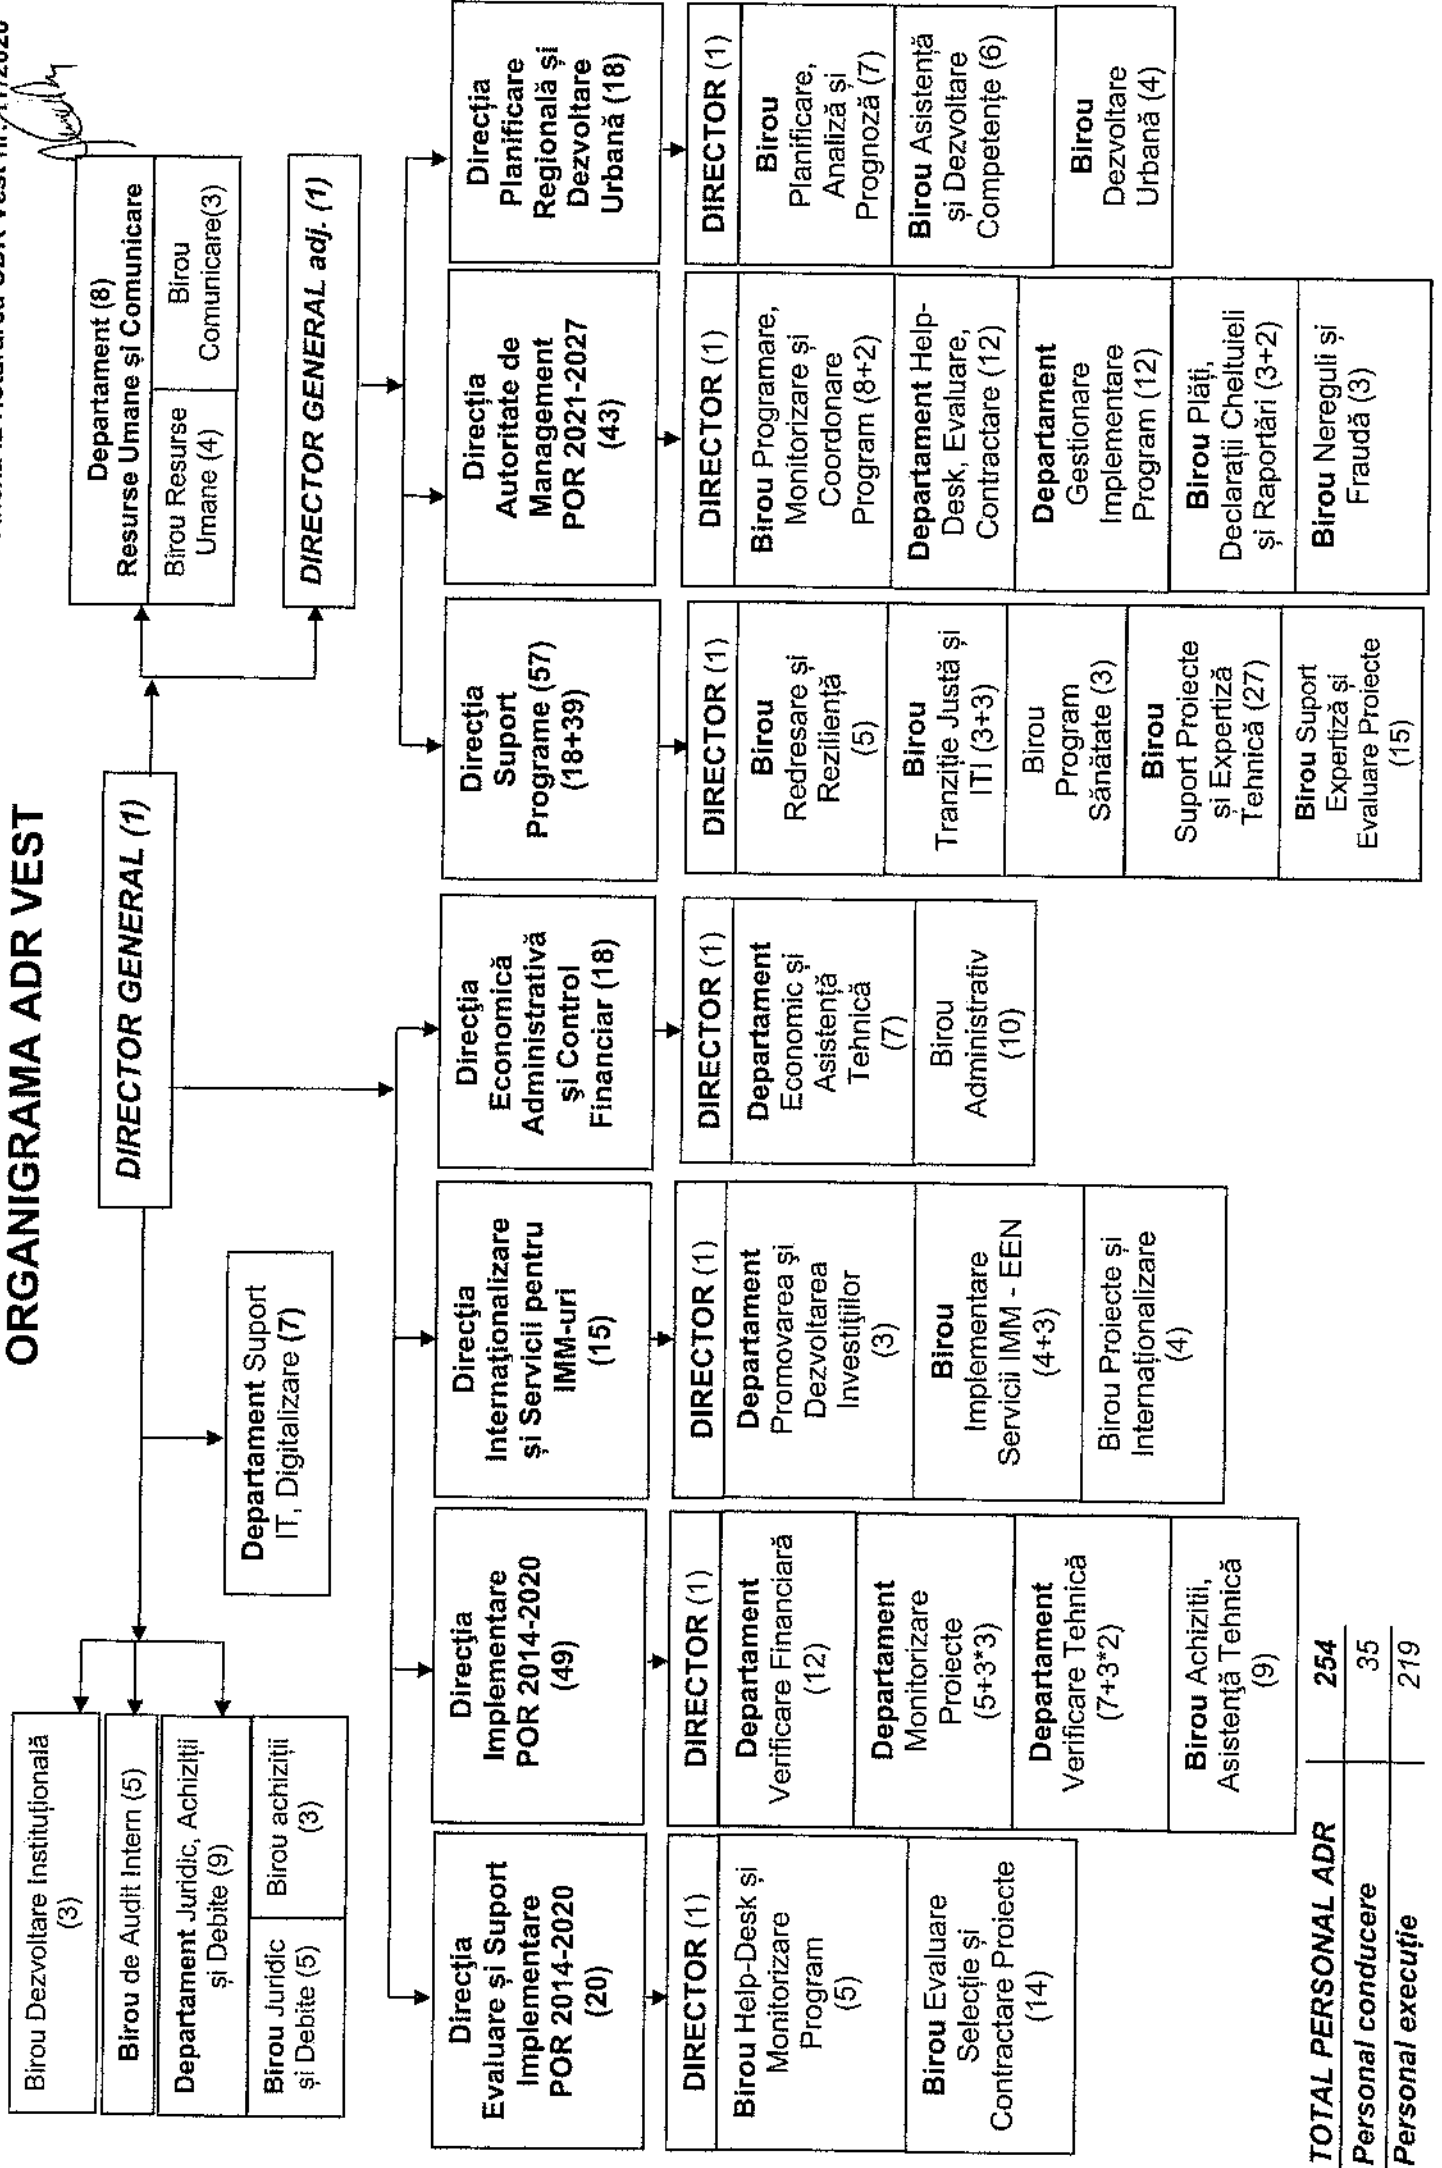 ORGANIGRAMA ADR VEST
DIRECTOR GENERAL (1)
Birou Dezvoltare Instituțională
(3)
Birou de Audit Intern (5)
Departament Juridic, Achiziții
și Debite (9)
Birou Juridic
și Debite (5)
Birou achiziții
(3)
Departament Suport
IT, Digitalizare (7)
Departament (8)
Resurse Umane și Comunicare
Birou Resurse
Umane (4)
Birou
Comunicare(3)
DIRECTOR GENERAL adj. (1)
Direcția
Evaluare și Suport
Implementare
POR 2014-2020
(20)
DIRECTOR (1)
Birou Help-Desk și
Monitorizare
Program
(5)
Birou Evaluare
Selecție și
Contractare Proiecte
(14)
Direcția
Implementare
POR 2014-2020
(49)
DIRECTOR (1)
Departament
Verificare Financiară
(12)
Departament
Monitorizare
Proiecte
(5+3*3)
Departament
Verificare Tehnică
(7+3*2)
Birou Achizitii,
Asistență Tehnică
(9)
Direcția
Internaționalizare
și Servicii pentru
IMM-uri
(15)
DIRECTOR (1)
Departament
Promovarea și
Dezvoltarea
Investițiilor
(3)
Birou
Implementare
Servicii IMM - EEN
(4+3)
Birou Proiecte și
Internaționalizare
(4)
Direcția
Economică
Administrativă
și Control
Financiar (18)
DIRECTOR (1)
Departament
Economic și
Asistență
Tehnică
(7)
Birou
Administrativ
(10)
Direcția
Suport
Programe (57)
(18+39)
DIRECTOR (1)
Birou
Redresare și
Reziliență
(5)
Birou
Tranziție Justă și
ITI (3+3)
Birou
Program
Sănătate (3)
Birou
Suport Proiecte
și Expertiză
Tehnică (27)
Birou Suport
Expertiză și
Evaluare Proiecte
(15)
Direcția
Autoritate de
Management
POR 2021-2027
(43)
DIRECTOR (1)
Birou Programare,
Monitorizare și
Coordonare
Program (8+2)
Departament Help-
Desk, Evaluare,
Contractare (12)
Departament
Gestionare
Implementare
Program (12)
Birou Plăți,
Declarații Cheltuieli
și Raportări (3+2)
Birou Nereguli și
Fraudă (3)
Direcția
Planificare
Regională și
Dezvoltare
Urbană (18)
DIRECTOR (1)
Birou
Planificare,
Analiză și
Prognoză (7)
Birou Asistență
și Dezvoltare
Competențe (6)
Birou
Dezvoltare
Urbană (4)
TOTAL PERSONAL ADR 254
Personal conducere 35
Personal execuție 219